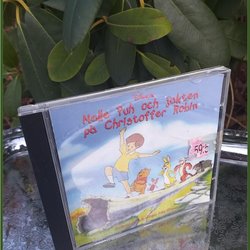 Disney's
Nalle Puh och jakten
på Christoffer Robin
59:-